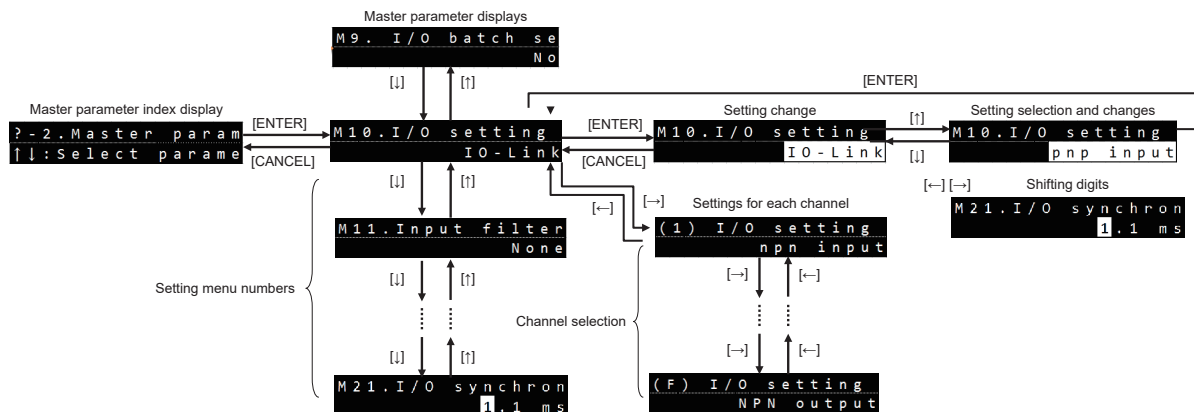 Master parameter displays
M9. I/O batch se
No
[↓] [↑]
[ENTER]
Master parameter index display
?-2.Master param
↑↓:Select parame
[ENTER]
[CANCEL]
M10.I/O setting
IO-Link
[ENTER]
[CANCEL]
Setting change
M10.I/O setting
IO-Link
[↑]
[↓]
Setting selection and changes
M10.I/O setting
pnp input
[↓] [↑]
[←] [→]
[←] [→]
Shifting digits
M21.I/O synchron
1.1 ms
M11.Input filter
None
Settings for each channel
(1) I/O setting
npn input
[↓] [↑]
[→] [←]
Setting menu numbers
Channel selection
[↓] [↑]
[→] [←]
M21.I/O synchron
1.1 ms
(F) I/O setting
NPN output